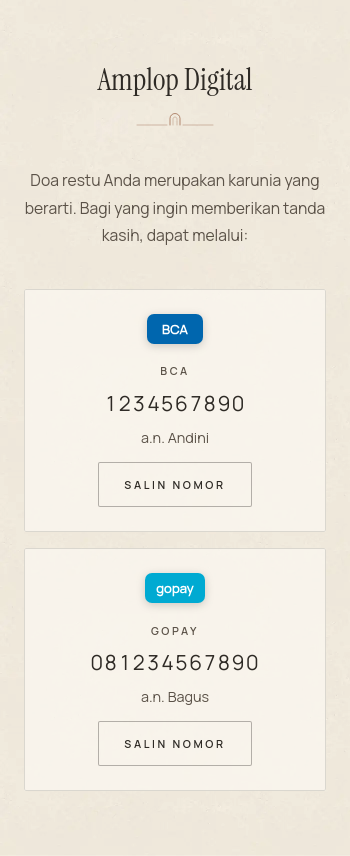 Amplop Digital
Doa restu Anda merupakan karunia yang
berarti. Bagi yang ingin memberikan tanda
kasih, dapat melalui:
BCA
BCA
1234567890
a.n. Andini
SALIN NOMOR
gopay
GOPAY
081234567890
a.n. Bagus
SALIN NOMOR